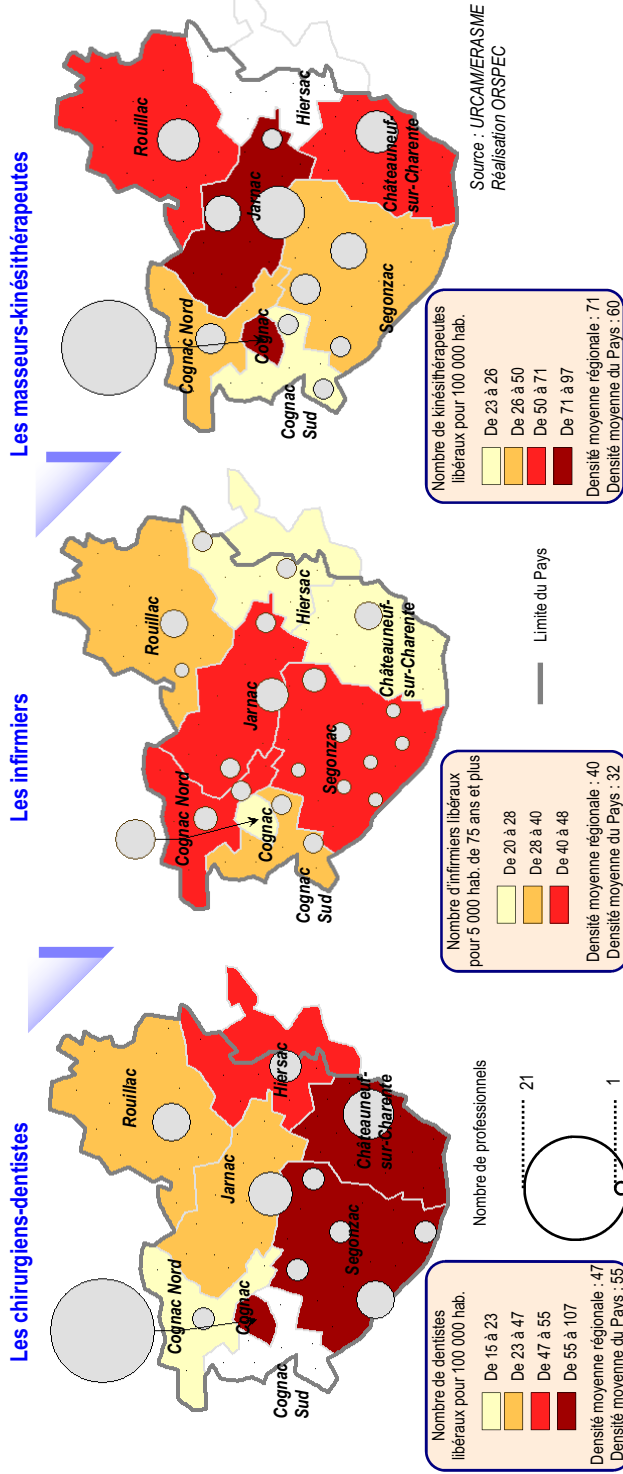 Les chirurgiens-dentistes
Rouillac
Cognac Nord
Jarnac
Hiersac
Cognac
Cognac
Sud
Segonzac
Châteauneuf-
sur-Charente
Nombre de dentistes
libéraux pour 100 000 hab.
De 15 à 23
De 23 à 47
De 47 à 55
De 55 à 107
Densité moyenne régionale : 47
Densité moyenne du Pays : 55
Nombre de professionnels
21
1
Les infirmiers
Rouillac
Cognac Nord
Jarnac
Hiersac
Cognac
Cognac
Sud
Segonzac
Châteauneuf-
sur-Charente
Nombre d'infirmiers libéraux
pour 5 000 hab. de 75 ans et plus
De 20 à 28
De 28 à 40
De 40 à 48
Densité moyenne régionale : 40
Densité moyenne du Pays : 32
Limite du Pays
Les masseurs-kinésithérapeutes
Rouillac
Cognac Nord
Jarnac
Hiersac
Cognac
Cognac
Sud
Segonzac
Châteauneuf-
sur-Charente
Nombre de kinésithérapeutes
libéraux pour 100 000 hab.
De 23 à 26
De 26 à 50
De 50 à 71
De 71 à 97
Densité moyenne régionale : 71
Densité moyenne du Pays : 60
Source : URCAM/ERASME
Réalisation ORSPEC